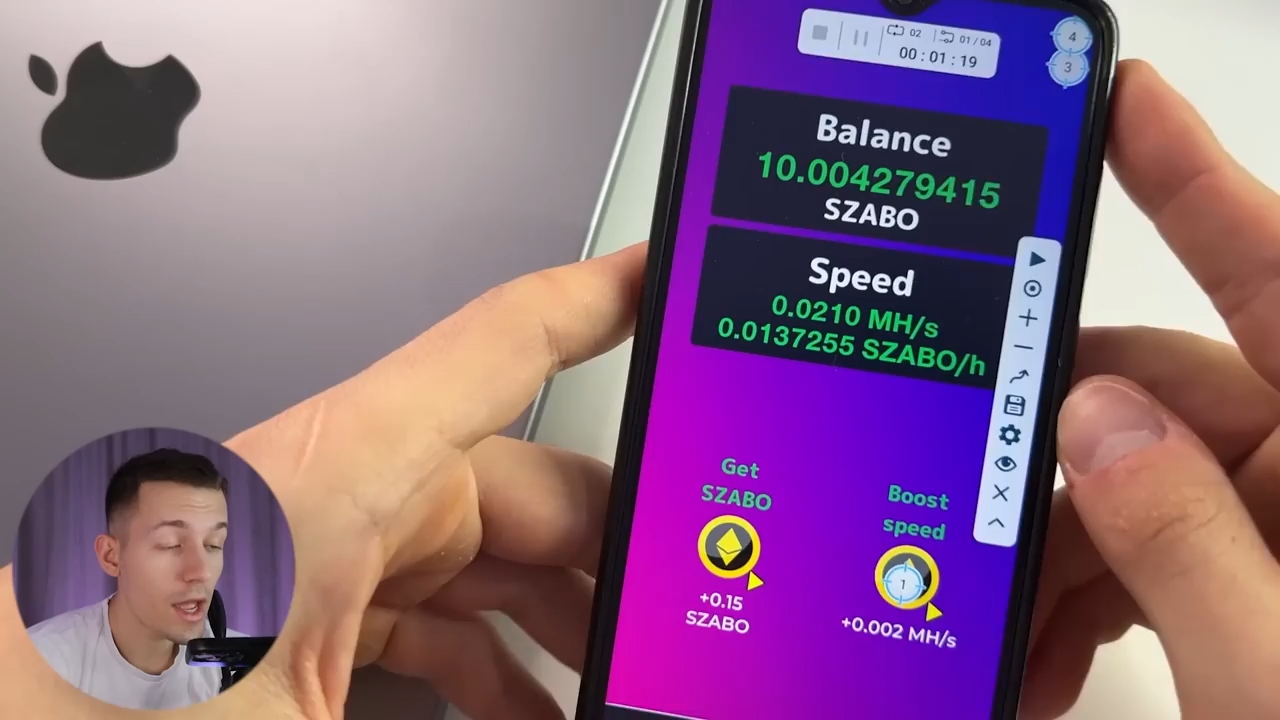 02
01/04
00:01:19
4
3
Balance
10.004279415
SZABO
Speed
0.0210 MH/s
0.0137255 SZABO/h
Get
SZABO
+0.15
SZABO
Boost
speed
1
+0.002 MH/s